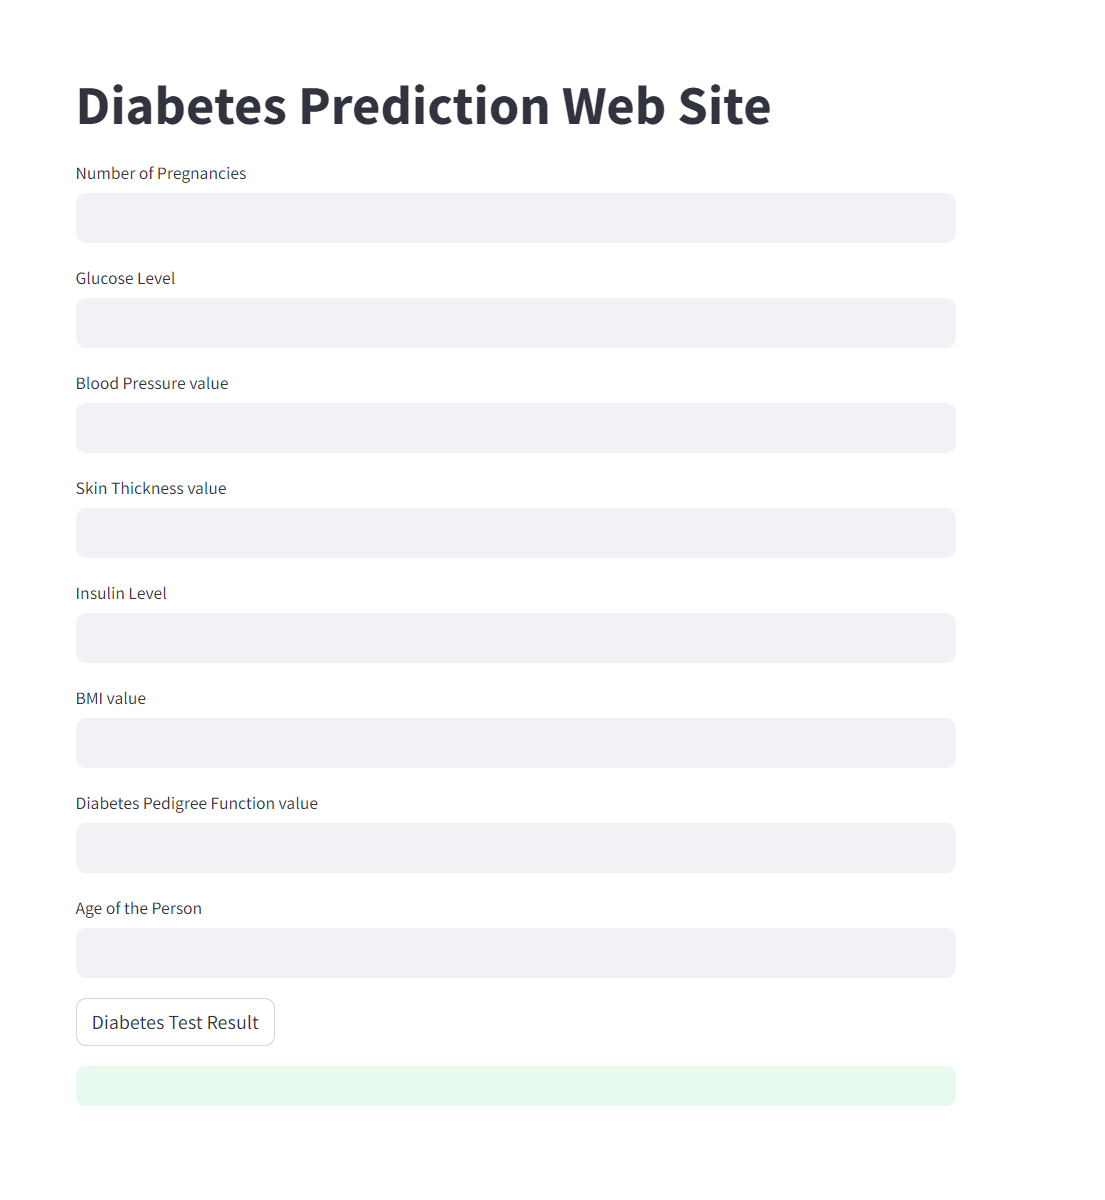 Diabetes Prediction Web Site
Number of Pregnancies
Glucose Level
Blood Pressure value
Skin Thickness value
Insulin Level
BMI value
Diabetes Pedigree Function value
Age of the Person
Diabetes Test Result